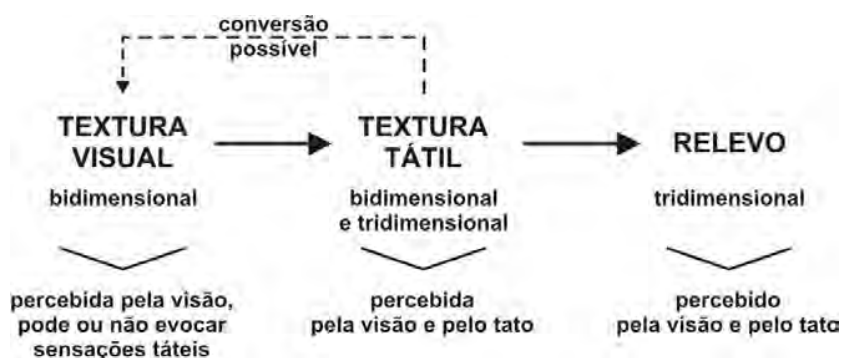 conversão
possível
TEXTURA
VISUAL
bidimensional
percebida pela visão,
pode ou não evocar
sensações táteis
TEXTURA
TÁTIL
bidimensional
e tridimensional
percebida
pela visão e pelo tato
RELEVO
tridimensional
percebido
pela visão e pelo tato